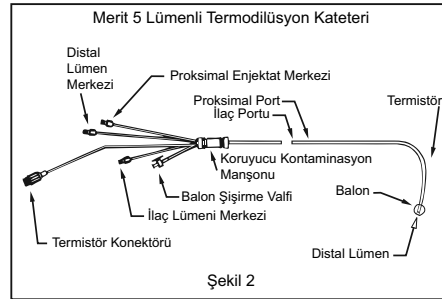 Merit 5 Lümenli Termodilüsyon Kateteri
Distal
Lümen
Merkezi
Proksimal Enjektat Merkezi
Proksimal Port
İlaç Portu
Termistör
Koruyucu Kontaminasyon
Manşonu
Balon Şişirme Valfi
İlaç Lümeni Merkezi
Termistör Konektörü
Balon
Distal Lümen
Şekil 2